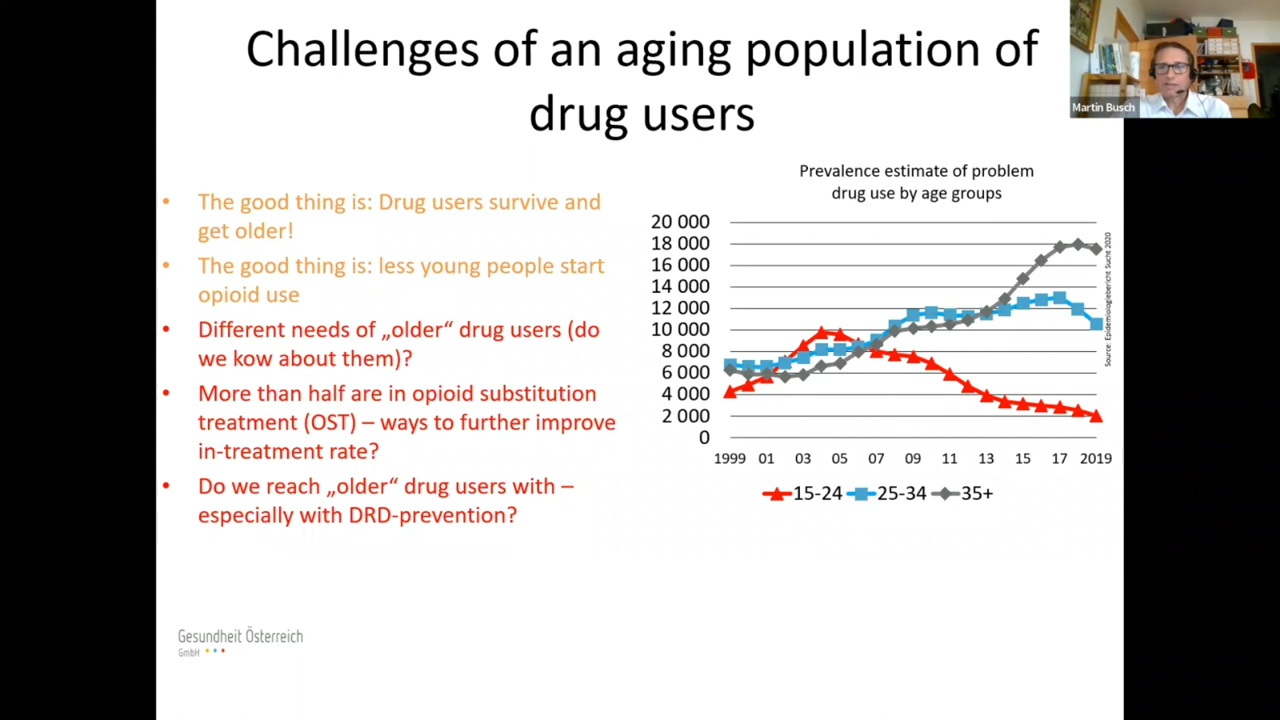 Challenges of an aging population of
drug users
Martin Busch
• The good thing is: Drug users survive and
get older!
• The good thing is: less young people start
opioid use
• Different needs of „older“ drug users (do
we kow about them)?
• More than half are in opioid substitution
treatment (OST) – ways to further improve
in-treatment rate?
• Do we reach „older“ drug users with –
especially with DRD-prevention?
Prevalence estimate of problem
drug use by age groups
20 000
18 000
16 000
14 000
12 000
10 000
8 000
6 000
4 000
2 000
0
1999 01 03 05 07 09 11 13 15 17 2019
15-24 25-34 35+
Source: Epidemiologiebericht Sucht 2020
Gesundheit Österreich
GmbH